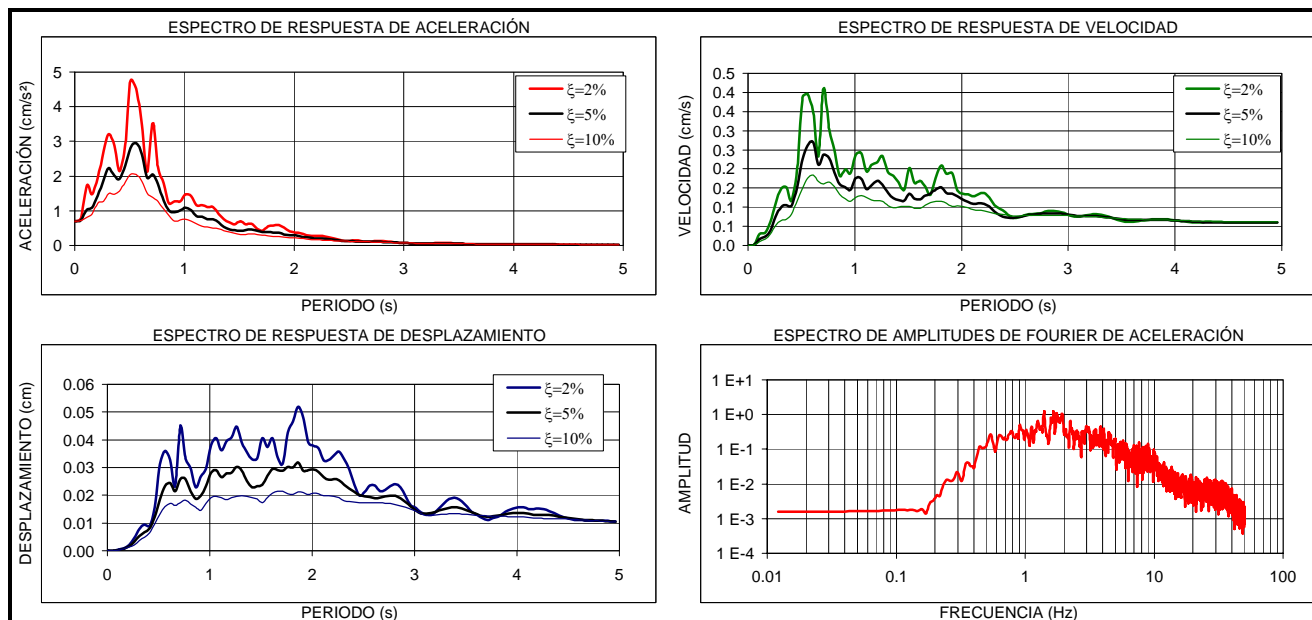 ESPECTRO DE RESPUESTA DE ACELERACIÓN
ACELERACIÓN (cm/s²)
5
4
3
2
1
0
ξ=2%
ξ=5%
ξ=10%
0 1 2 3 4 5
PERIODO (s)
ESPECTRO DE RESPUESTA DE VELOCIDAD
VELOCIDAD (cm/s)
0.5
0.4
0.4
0.3
0.3
0.2
0.2
0.1
0.1
0.0
ξ=2%
ξ=5%
ξ=10%
0 1 2 3 4 5
PERIODO (s)
ESPECTRO DE RESPUESTA DE DESPLAZAMIENTO
DESPLAZAMIENTO (cm)
0.06
0.05
0.04
0.03
0.02
0.01
0.00
ξ=2%
ξ=5%
ξ=10%
0 1 2 3 4 5
PERIODO (s)
ESPECTRO DE AMPLITUDES DE FOURIER DE ACELERACIÓN
AMPLITUD
1 E+1
1 E+0
1 E-1
1 E-2
1 E-3
1 E-4
0.01 0.1 1 10 100
FRECUENCIA (Hz)